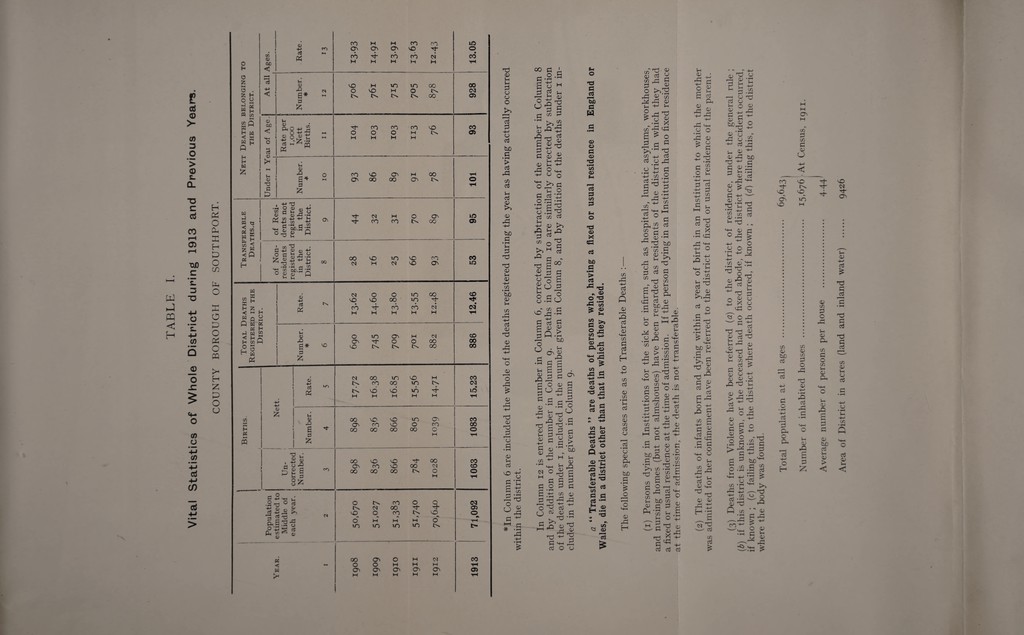 TABLE I.
Vital Statistics of Whole District during 1913 and Previous Years.
COUNTY BOROUGH OF SOUTHPORT.
YEAR. | Population estimated to Middle of each year. | BIRTHS. | TOTAL DEATHS REGISTERED IN THE DISTRICT. | TRANSFERABLE DEATHS.a | NETT DEATHS BELONGING TO THE DISTRICT.
Un-corrected Number. | Nett. | Number. * | Rate. | of Non-residents registered in the District. | of Resi-dents not registered in the District. | Under 1 Year of Age. | At all Ages.
Number. | Rate. | Number. * | Rate per 1,000 Nett Births. | Number. * | Rate.
1 | 2 | 3 | 4 | 5 | 6 | 7 | 8 | 9 | 10 | 11 | 12 | 13
1908 | 50,670 | 898 | 898 | 17.72 | 690 | 13.62 | 28 | 44 | 93 | 104 | 706 | 13.93
1909 | 51,027 | 836 | 836 | 16.38 | 745 | 14.60 | 16 | 32 | 86 | 103 | 761 | 14.91
1910 | 51,383 | 866 | 866 | 16.85 | 709 | 13.80 | 25 | 31 | 89 | 103 | 715 | 13.91
1911 | 51,740 | 784 | 805 | 15.56 | 701 | 13.55 | 66 | 70 | 91 | 113 | 705 | 13.63
1912 | 70,640 | 1028 | 1039 | 14.71 | 882 | 12.48 | 93 | 89 | 78 | 76 | 878 | 12.43
1913 | 71,092 | 1063 | 1083 | 15.23 | 886 | 12.46 | 53 | 95 | 101 | 93 | 928 | 13.05
*In Column 6 are included the whole of the deaths registered during the year as having actually occurred
within the district.
In Column 12 is entered the number in Column 6, corrected by subtraction of the number in Column 8
and by addition of the number in Column 9. Deaths in Column 10 are similarly corrected by subtraction
of the deaths under 1, included in the number given in Column 8, and by addition of the deaths under 1 in-
cluded in the number given in Column 9.
a " Transferable Deaths " are deaths of persons who, having a fixed or usual residence in England or
Wales, die in a district other than that in which they resided.
The following special cases arise as to Transferable Deaths :—
(1) Persons dying in Institutions for the sick or infirm, such as hospitals, lunatic asylums, workhouses,
and nursing homes (but not almshouses) have been regarded as residents of the district in which they had
a fixed or usual residence at the time of admission. If the person dying in an Institution had no fixed residence
at the time of admission, the death is not transferable.
(2) The deaths of infants born and dying within a year of birth in an Institution to which the mother
was admitted for her confinement have been referred to the district of fixed or usual residence of the parent.
(3) Deaths from Violence have been referred (a) to the district of residence, under the general rule ;
(b) if this district is unknown, or the deceased had no fixed abode, to the district where the accident occurred,
if known ; (c) failing this, to the district where death occurred, if known ; and (d) failing this, to the district
where the body was found.
Total population at all ages .............................. 69,643
Number of inhabited houses .............................. 15,676 } At Census, 1911.
Average number of persons per house ................ 4.44
Area of District in acres (land and inland water) ...... 9426